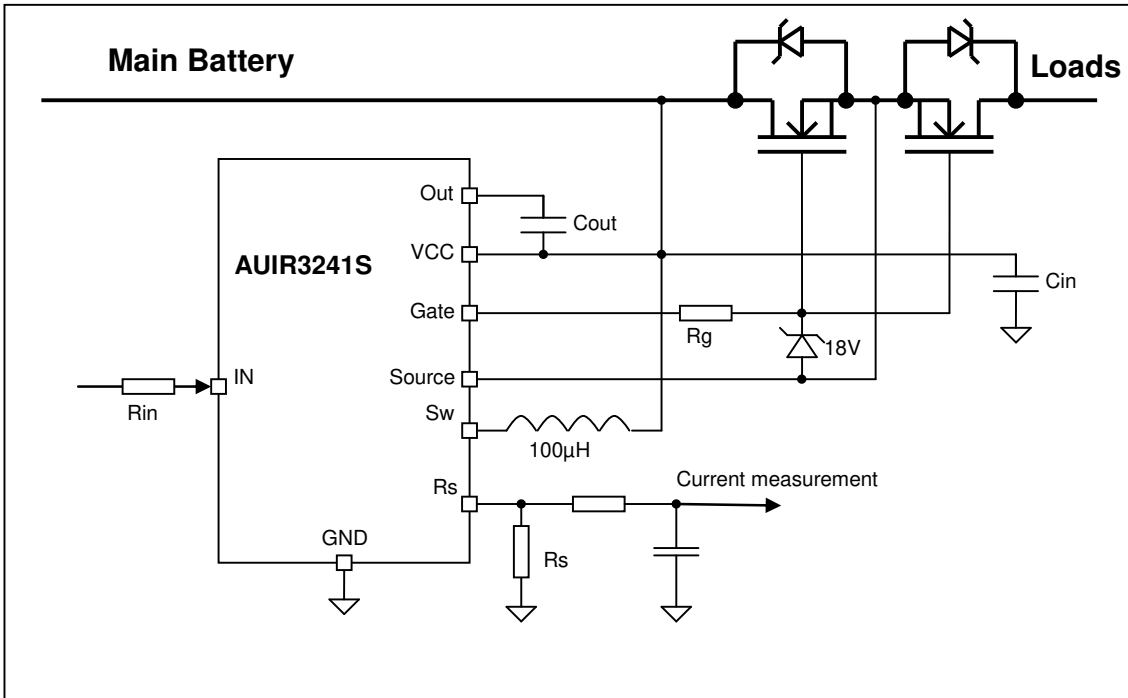 Main Battery
Loads
Out
Cout
VCC
AUIR3241S
Cin
Gate
Rg
18V
Source
IN
Rin
Sw
100µH
Rs
Current measurement
GND
Rs